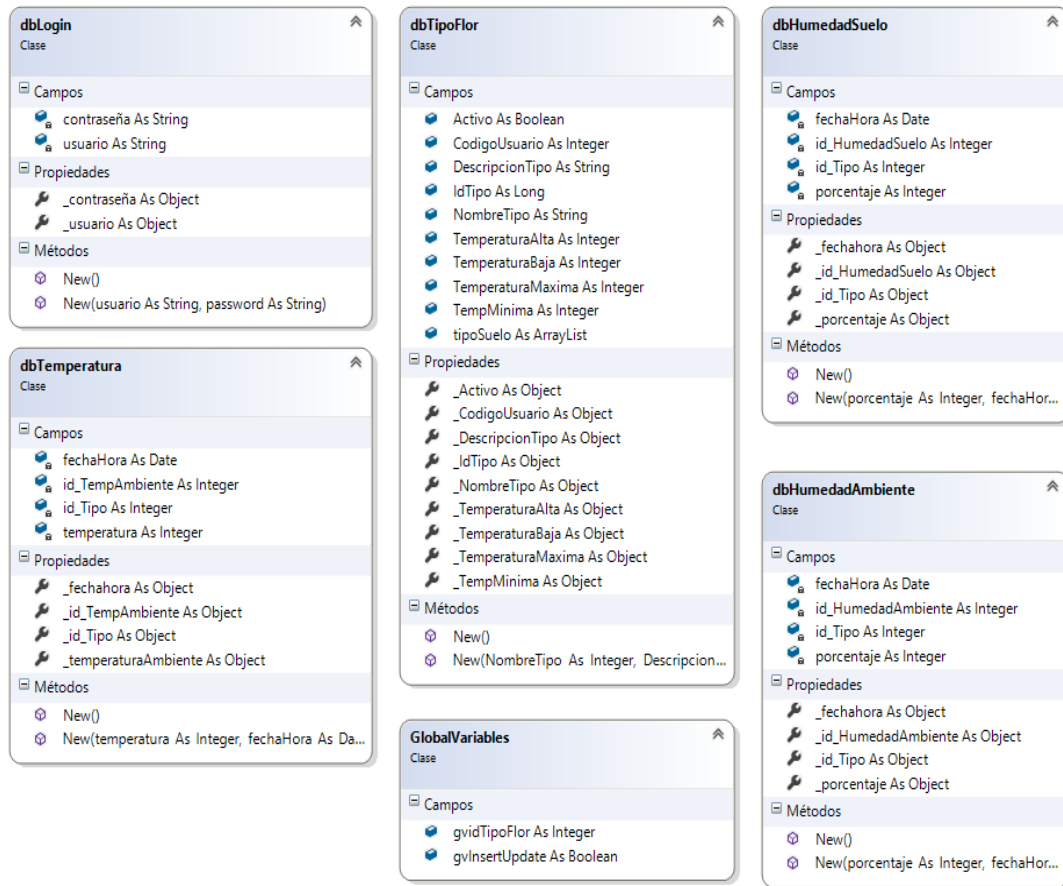 dbLogin
Clase
Campos
contraseña As String
usuario As String
Propiedades
_contraseña As Object
_usuario As Object
Métodos
New()
New(usuario As String, password As String)
dbTemperatura
Clase
Campos
fechaHora As Date
id_TempAmbiente As Integer
id_Tipo As Integer
temperatura As Integer
Propiedades
_fechahora As Object
_id_TempAmbiente As Object
_id_Tipo As Object
_temperaturaAmbiente As Object
Métodos
New()
New(temperatura As Integer, fechaHora As Da...
dbTipoFlor
Clase
Campos
Activo As Boolean
CodigoUsuario As Integer
DescripcionTipo As String
IdTipo As Long
NombreTipo As String
TemperaturaAlta As Integer
TemperaturaBaja As Integer
TemperaturaMaxima As Integer
TempMinima As Integer
tipoSuelo As ArrayList
Propiedades
_Activo As Object
_CodigoUsuario As Object
_DescripcionTipo As Object
_IdTipo As Object
_NombreTipo As Object
_TemperaturaAlta As Object
_TemperaturaBaja As Object
_TemperaturaMaxima As Object
_TempMinima As Object
Métodos
New()
New(NombreTipo As Integer, Descripcion...
GlobalVariables
Clase
Campos
gvidTipoFlor As Integer
gvInsertUpdate As Boolean
dbHumedadSuelo
Clase
Campos
fechaHora As Date
id_HumedadSuelo As Integer
id_Tipo As Integer
porcentaje As Integer
Propiedades
_fechahora As Object
_id_HumedadSuelo As Object
_id_Tipo As Object
_porcentaje As Object
Métodos
New()
New(porcentaje As Integer, fechaHor...
dbHumedadAmbiente
Clase
Campos
fechaHora As Date
id_HumedadAmbiente As Integer
id_Tipo As Integer
porcentaje As Integer
Propiedades
_fechahora As Object
_id_HumedadAmbiente As Object
_id_Tipo As Object
_porcentaje As Object
Métodos
New()
New(porcentaje As Integer, fechaHor...